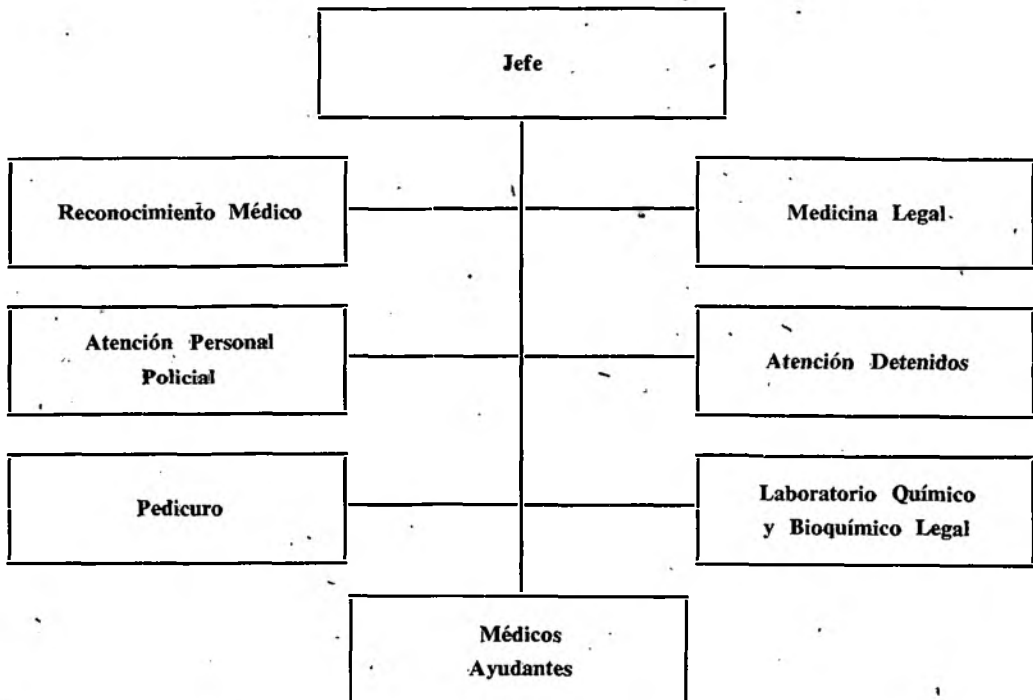 Jefe
Reconocimiento Médico
Medicina Legal
Atención Personal
Policial
Atención Detenidos
Pedicuro
Laboratorio Químico
y Bioquímico Legal
Médicos
Ayudantes